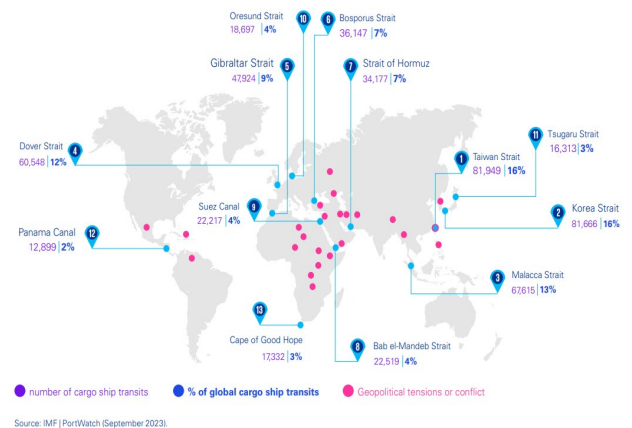 Oresund Strait
18,697 | 4%
10
6
Bosporus Strait
36,147 | 7%
Gibraltar Strait
47,924 | 9%
5
7
Strait of Hormuz
34,177 | 7%
Dover Strait
60,548 | 12%
4
11
Tsugaru Strait
16,313 | 3%
1
Taiwan Strait
81,949 | 16%
Suez Canal
22,217 | 4%
9
2
Korea Strait
81,666 | 16%
12
Panama Canal
12,899 | 2%
3
Malacca Strait
67,615 | 13%
13
Cape of Good Hope
17,332 | 3%
8
Bab el-Mandeb Strait
22,519 | 4%
number of cargo ship transits
% of global cargo ship transits
Geopolitical tensions or conflict
Source: IMF | PortWatch (September 2023).